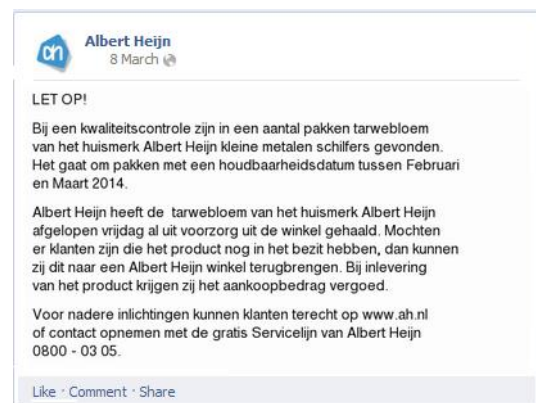 ah
Albert Heijn
8 March
LET OP!
Bij een kwaliteitscontrole zijn in een aantal pakken tarwebloem
van het huismerk Albert Heijn kleine metalen schilfers gevonden.
Het gaat om pakken met een houdbaarheidsdatum tussen Februari
en Maart 2014.
Albert Heijn heeft de tarwebloem van het huismerk Albert Heijn
afgelopen vrijdag al uit voorzorg uit de winkel gehaald. Mochten
er klanten zijn die het product nog in het bezit hebben, dan kunnen
zij dit naar een Albert Heijn winkel terugbrengen. Bij inlevering
van het product krijgen zij het aankoopbedrag vergoed.
Voor nadere inlichtingen kunnen klanten terecht op www.ah.nl
of contact opnemen met de gratis Servicelijn van Albert Heijn
0800 - 03 05.
Like · Comment · Share